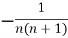 −1/n(n + 1)